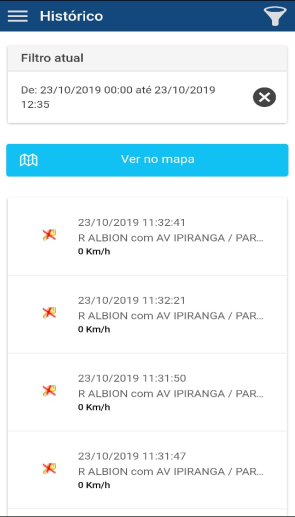 Histórico
Filtro atual
De: 23/10/2019 00:00 até 23/10/2019
12:35
Ver no mapa
23/10/2019 11:32:41
R ALBION com AV IPIRANGA / PAR...
0 Km/h
23/10/2019 11:32:21
R ALBION com AV IPIRANGA / PAR...
0 Km/h
23/10/2019 11:31:50
R ALBION com AV IPIRANGA / PAR...
0 Km/h
23/10/2019 11:31:47
R ALBION com AV IPIRANGA / PAR...
0 Km/h